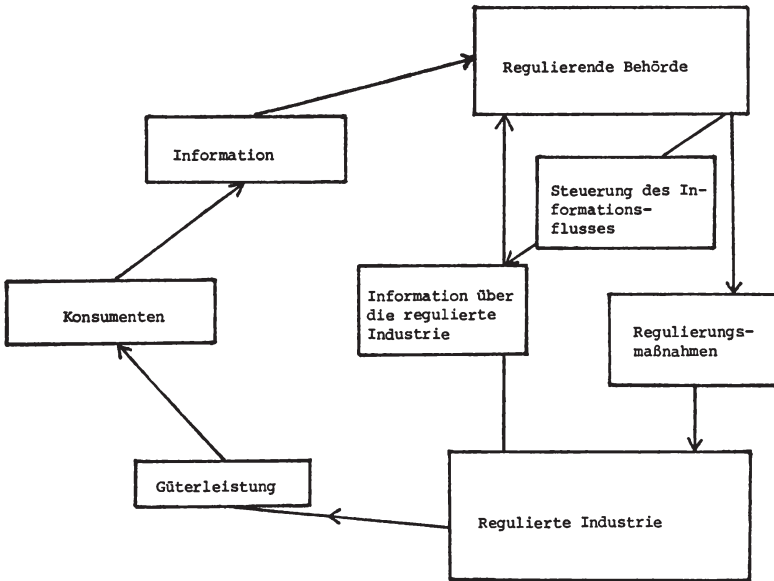 Regulierende Behörde
Information
Steuerung des In-
formations-
flusses
Information über
die regulierte
Industrie
Konsumenten
Regulierungs-
maßnahmen
Güterleistung
Regulierte Industrie